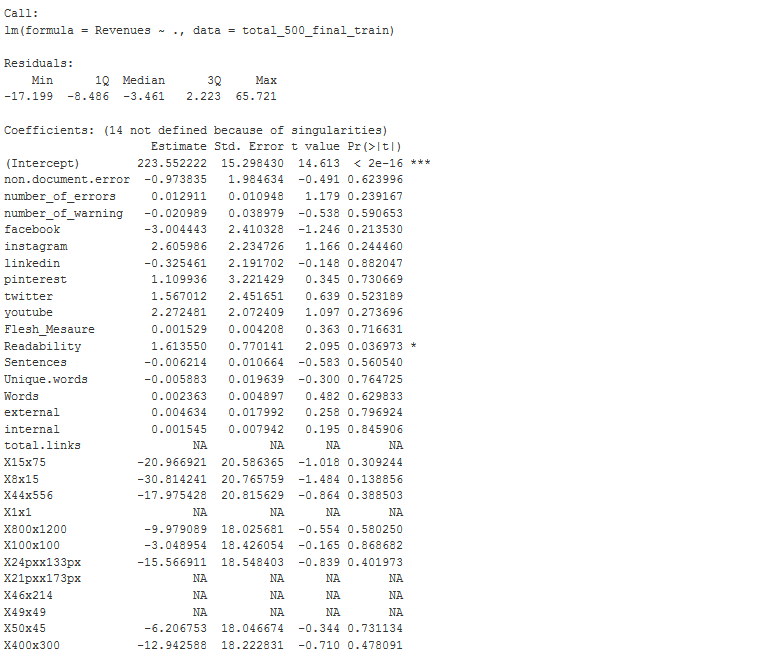 Call:
lm(formula = Revenues ~ ., data = total_500_final_train)
Residuals:
Min 1Q Median 3Q Max
-17.199 -8.486 -3.461 2.223 65.721
Coefficients: (14 not defined because of singularities)
Estimate Std. Error t value Pr(>|t|)
(Intercept) 223.552222 15.298430 14.613 < 2e-16 ***
non.document.error -0.973835 1.984634 -0.491 0.623996
number_of_errors 0.012911 0.010948 1.179 0.239167
number_of_warning -0.020989 0.038979 -0.538 0.590653
facebook -3.004443 2.410328 -1.246 0.213530
instagram 2.605986 2.234726 1.166 0.244460
linkedin -0.325461 2.191702 -0.148 0.882047
pinterest 1.109936 3.221429 0.345 0.730669
twitter 1.567012 2.451651 0.639 0.523189
youtube 2.272481 2.072409 1.097 0.273696
Flesh_Mesaure 0.001529 0.004208 0.363 0.716631
Readability 1.613550 0.770141 2.095 0.036973 *
Sentences -0.006214 0.010664 -0.583 0.560540
Unique.words -0.005883 0.019639 -0.300 0.764725
Words 0.002363 0.004897 0.482 0.629833
external 0.004634 0.017992 0.258 0.796924
internal 0.001545 0.007942 0.195 0.845906
total.links NA NA NA NA
X15x75 -20.966921 20.586365 -1.018 0.309244
X8x15 -30.814241 20.765759 -1.484 0.138856
X44x556 -17.975428 20.815629 -0.864 0.388503
X1x1 NA NA NA NA
X800x1200 -9.979089 18.025681 -0.554 0.580250
X100x100 -3.048954 18.426054 -0.165 0.868682
X24pxx133px -15.566911 18.548403 -0.839 0.401973
X21pxx173px NA NA NA NA
X46x214 NA NA NA NA
X49x49 NA NA NA NA
X50x45 -6.206753 18.046674 -0.344 0.731134
X400x300 -12.942588 18.222831 -0.710 0.478091